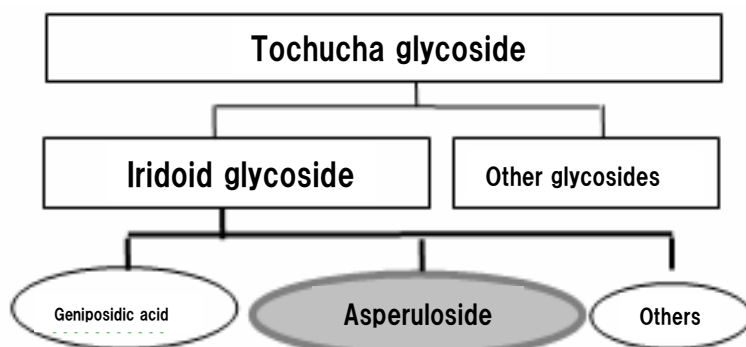 Tochucha glycoside
Iridoid glycoside
Other glycosides
Geniposidic acid
Asperuloside
Others